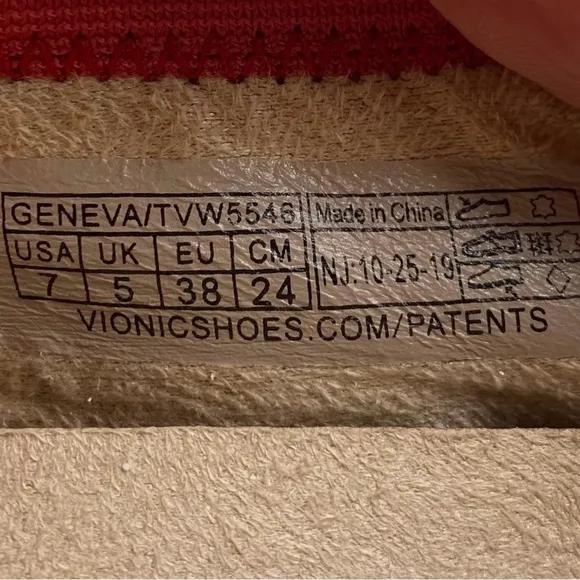 GENEVA/TVW5546
Made in China
USA UK EU CM
7 5 38 24
NJ:10-25-19
VIONICSHOES.COM/PATENTS